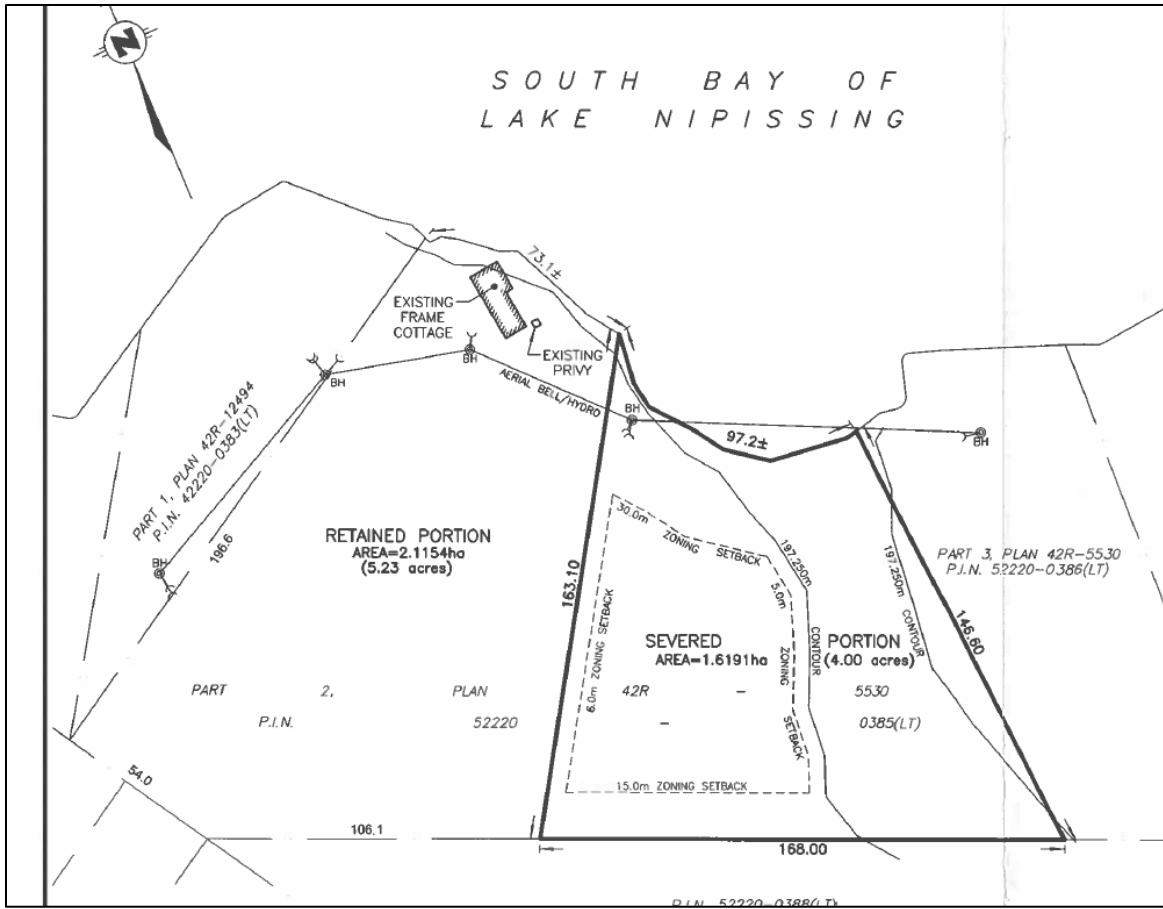 N
SOUTH BAY OF
LAKE NIPISSING
73.1±
EXISTING
FRAME
COTTAGE
EXISTING
PRIVY
BH
BH
BH
BH
BH
AERIAL BELL/HYDRO
97.2±
PART 1, PLAN 42R-12494
P.I.N. 42220-0383(LT)
196.6
RETAINED PORTION
AREA=2.1154ha
(5.23 acres)
163.10
30.0m ZONING SETBACK
6.0m ZONING SETBACK
5.0m ZONING SETBACK
15.0m ZONING SETBACK
197.250m CONTOUR
197.250m CONTOUR
PART 3, PLAN 42R-5530
P.I.N. 52220-0386(LT)
146.60
SEVERED PORTION
AREA=1.6191ha (4.00 acres)
PART 2, PLAN 42R - 5530
P.I.N. 52220 - 0385(LT)
54.0
106.1
168.00
P.I.N. 52220-0388(LT)